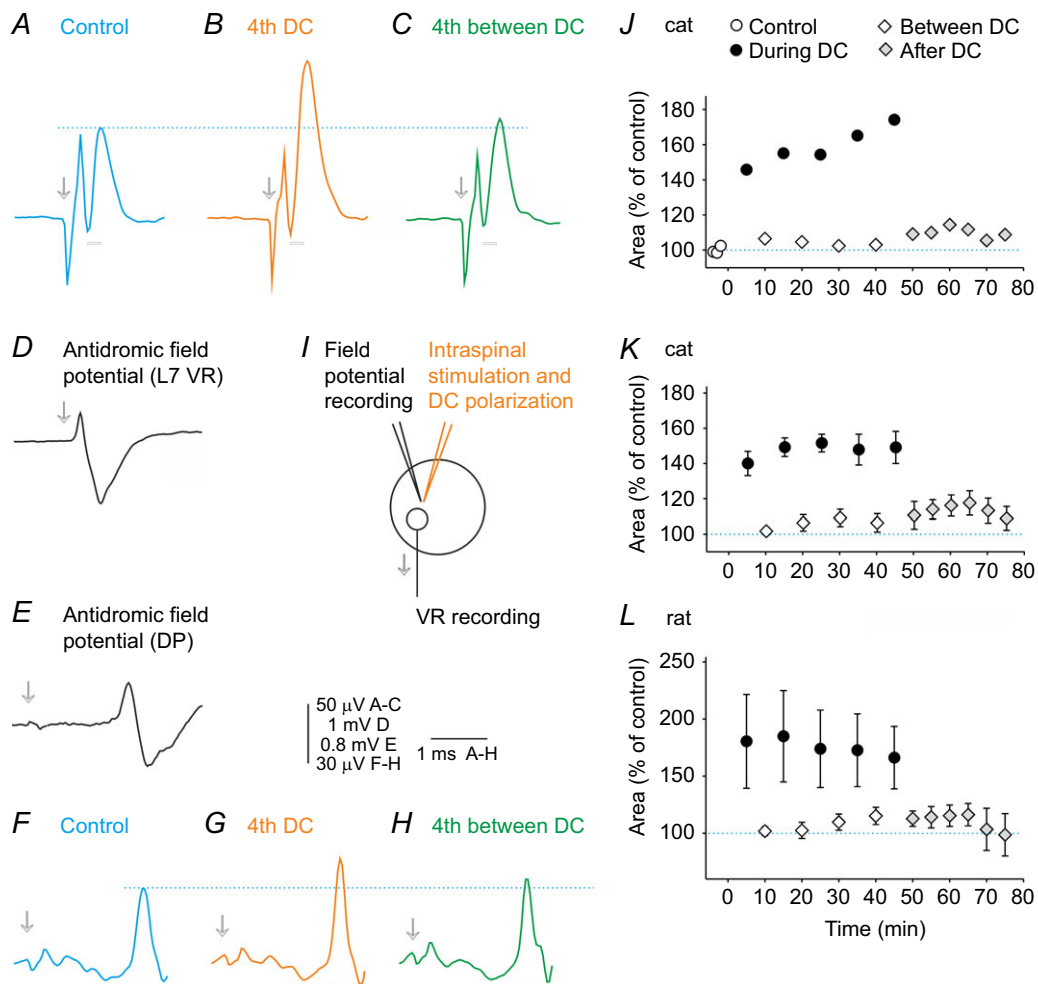 A Control
B 4th DC
C 4th between DC
D Antidromic field
potential (L7 VR)
E Antidromic field
potential (DP)
I Field
potential
recording
Intraspinal
stimulation and
DC polarization
VR recording
50 μV A-C
1 mV D
0.8 mV E
30 μV F-H
1 ms A-H
F Control
G 4th DC
H 4th between DC
J cat
Control
During DC
Between DC
After DC
Area (% of control)
180
160
140
120
100
0 10 20 30 40 50 60 70 80
K cat
Area (% of control)
180
160
140
120
100
0 10 20 30 40 50 60 70 80
L rat
Area (% of control)
250
200
150
100
0 10 20 30 40 50 60 70 80
Time (min)